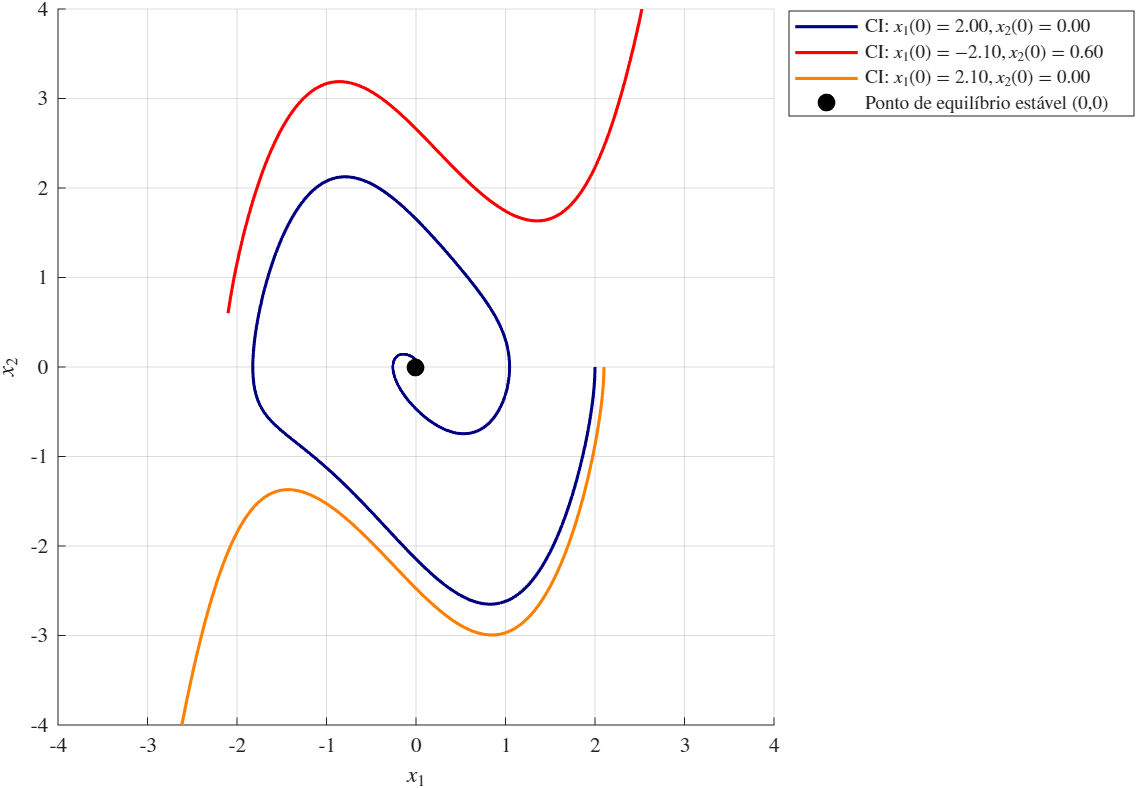 4
3
2
1
0
-1
-2
-3
-4
x₂
-4 -3 -2 -1 0 1 2 3 4
x₁
CI: x₁(0) = 2.00, x₂(0) = 0.00
CI: x₁(0) = −2.10, x₂(0) = 0.60
CI: x₁(0) = 2.10, x₂(0) = 0.00
Ponto de equilíbrio estável (0,0)